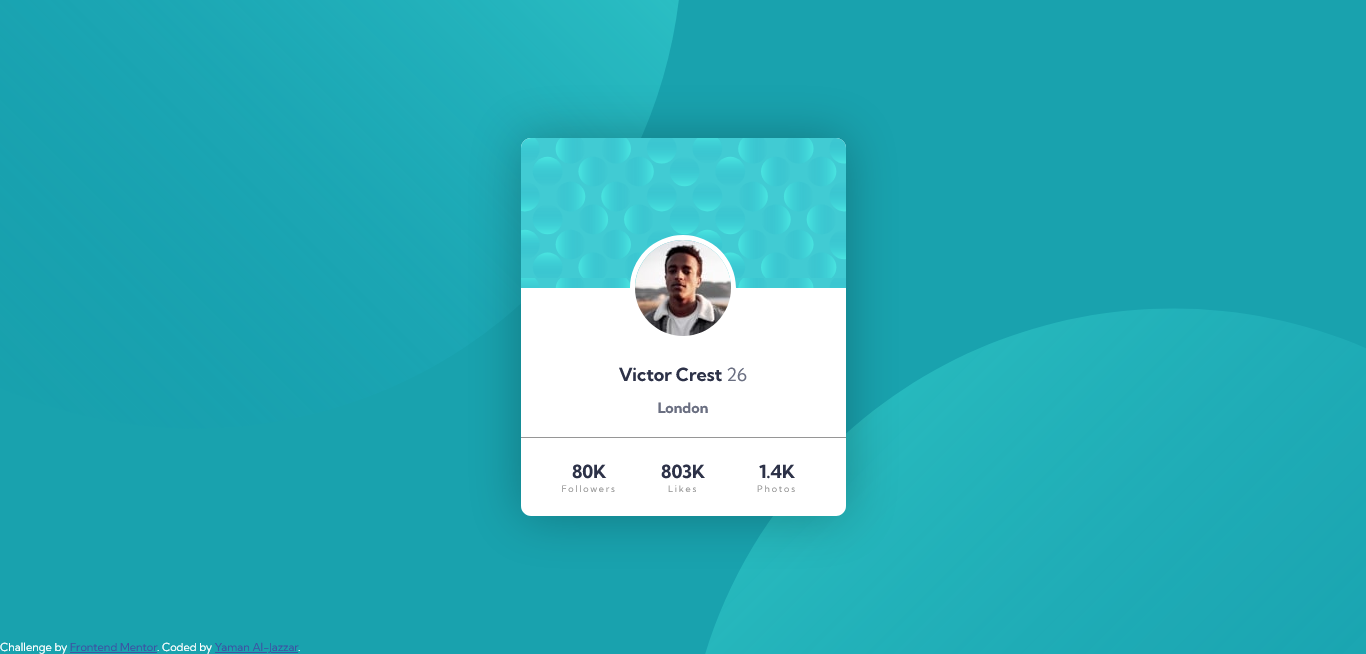 Victor Crest 26
London
80K 803K 1.4K
Followers Likes Photos
Challenge by Frontend Mentor. Coded by Yaman Al-Jazzar.